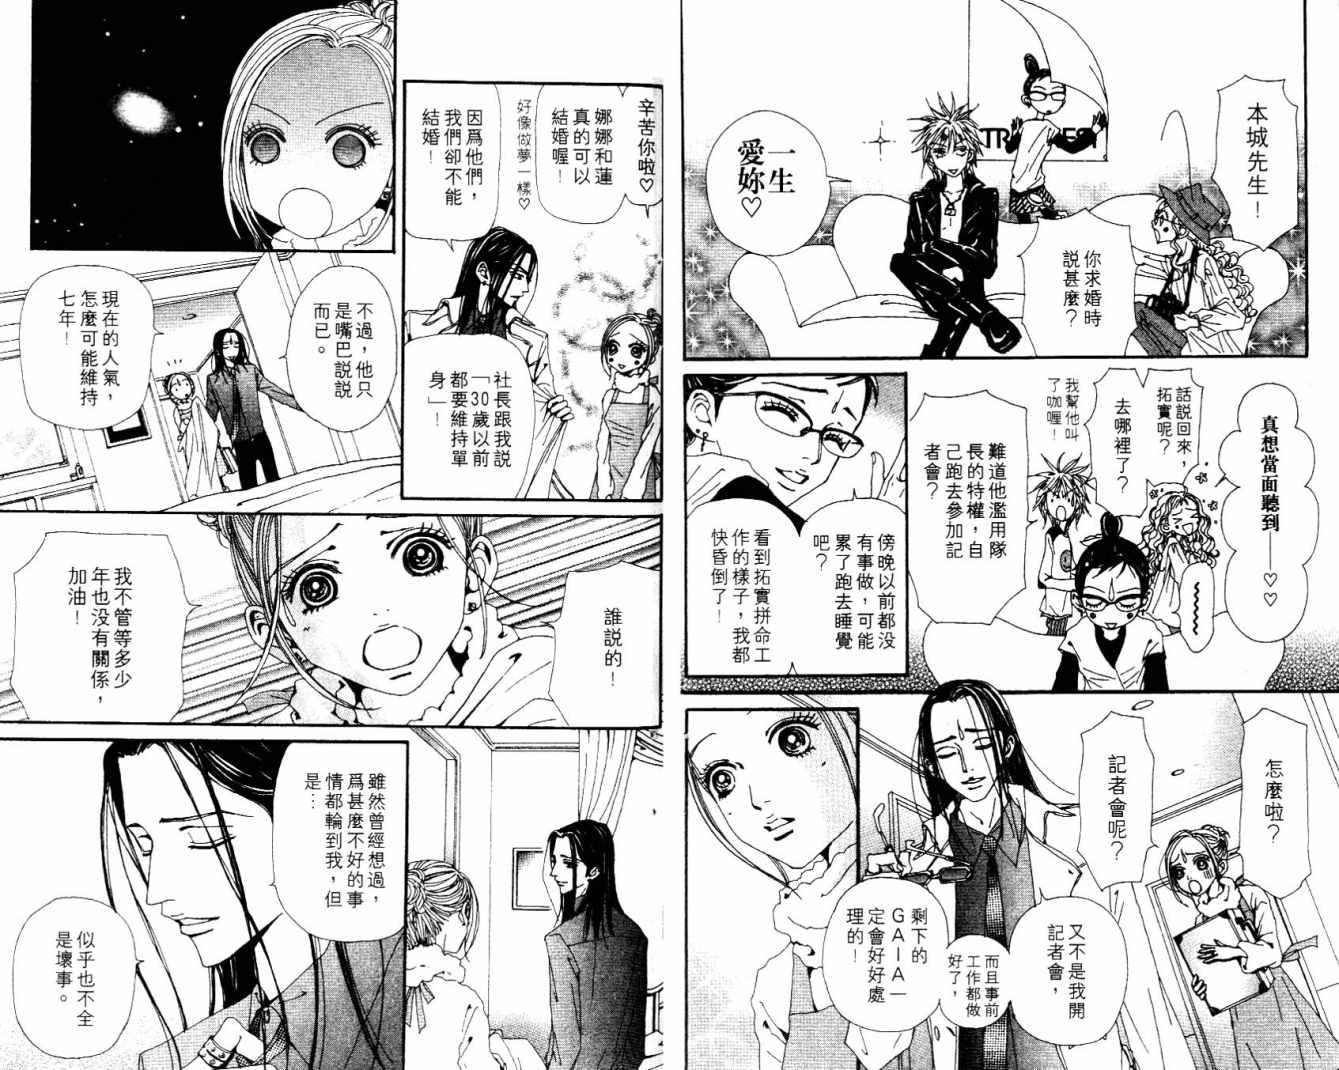 本城先生！
你求婚時
説甚麼？
一生
愛妳♡
真想當面聽到——♡♡
話説回來，
拓實呢？
去哪裡了？
我幫他叫
了咖喱！
難道他濫用隊
長的特權，自
己跑去參加記
者會？
傍晚以前都没
有事做，可能
累了跑去睡覺
吧？
看到拓實拼命工
作的樣子，我都
快昏倒了！
怎麼啦？
記者會呢？
又不是我開
記者會，
而且事前
工作都做
好了，
剩下的
GAIA一
定會好好處
理的！
辛苦你啦♡
娜娜和蓮
真的可以
結婚喔！
好像做夢一樣♡
因爲他們，
我們卻不能
結婚！
社長跟我説
「30歲以前
都要維持單
身」！
不過，他只
是嘴巴説説
而已。
現在的人氣，
怎麼可能維持
七年！
誰説的！
我不管等多少
年也没有關係，
加油！
雖然曾經想過，
爲甚麼不好的事
情都輪到我，但
是…
似乎也不全
是壞事。